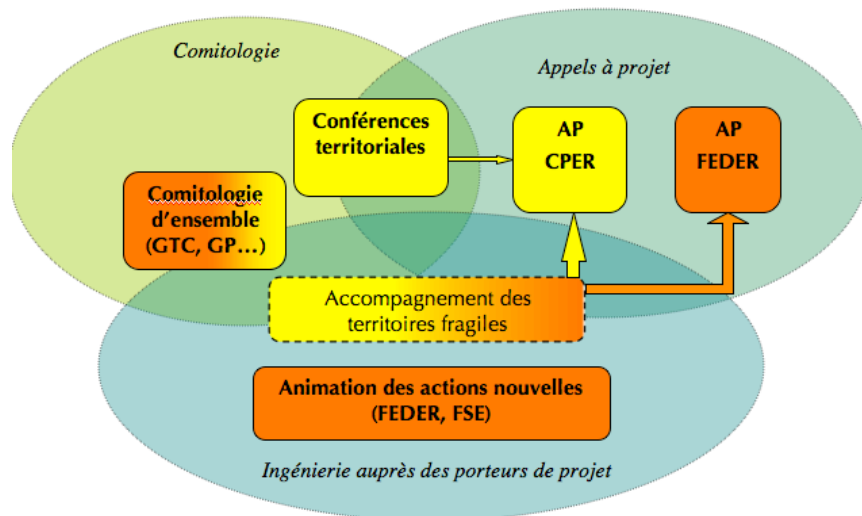 Comitologie
Appels à projet
Conférences
territoriales
AP
CPER
AP
FEDER
Comitologie
d'ensemble
(GTC, GP…)
Accompagnement des
territoires fragiles
Animation des actions nouvelles
(FEDER, FSE)
Ingénierie auprès des porteurs de projet